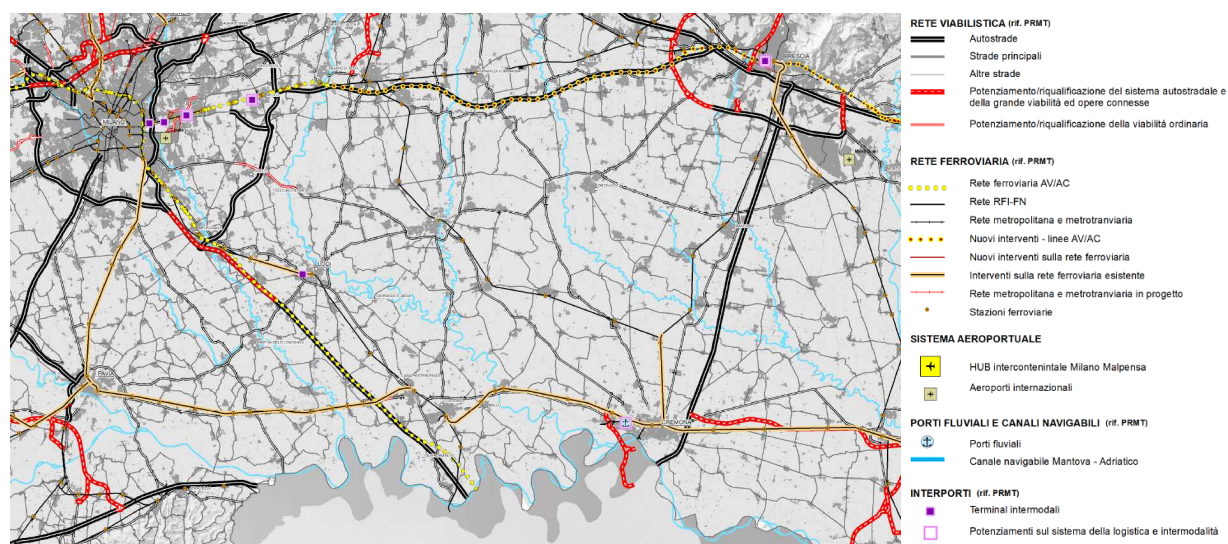 BRESCIA
MILANO
Montichiari
LODI
PAVIA
CREMONA
RETE VIABILISTICA (rif. PRMT)
Autostrade
Strade principali
Altre strade
Potenziamento/riqualificazione del sistema autostradale e
della grande viabilità ed opere connesse
Potenziamento/riqualificazione della viabilità ordinaria
RETE FERROVIARIA (rif. PRMT)
Rete ferroviaria AV/AC
Rete RFI-FN
Rete metropolitana e metrotranviaria
Nuovi interventi - linee AV/AC
Nuovi interventi sulla rete ferroviaria
Interventi sulla rete ferroviaria esistente
Rete metropolitana e metrotranviaria in progetto
Stazioni ferroviarie
SISTEMA AEROPORTUALE
HUB intercontinentale Milano Malpensa
Aeroporti internazionali
PORTI FLUVIALI E CANALI NAVIGABILI (rif. PRMT)
Porti fluviali
Canale navigabile Mantova - Adriatico
INTERPORTI (rif. PRMT)
Terminal intermodali
Potenziamenti sul sistema della logistica e intermodalità